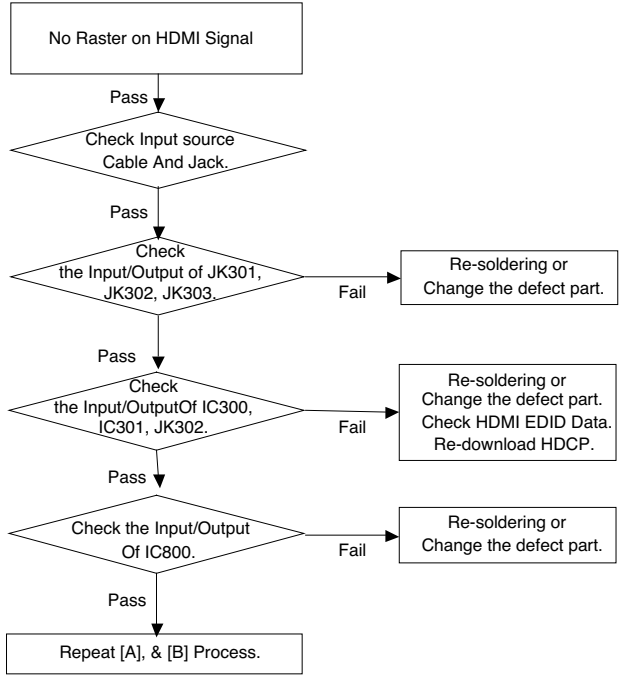 No Raster on HDMI Signal
Pass
Check Input source
Cable And Jack.
Pass
Check
the Input/Output of JK301,
JK302, JK303.
Fail
Re-soldering or
Change the defect part.
Pass
Check
the Input/OutputOf IC300,
IC301, JK302.
Fail
Re-soldering or
Change the defect part.
Check HDMI EDID Data.
Re-download HDCP.
Pass
Check the Input/Output
Of IC800.
Fail
Re-soldering or
Change the defect part.
Pass
Repeat [A], & [B] Process.